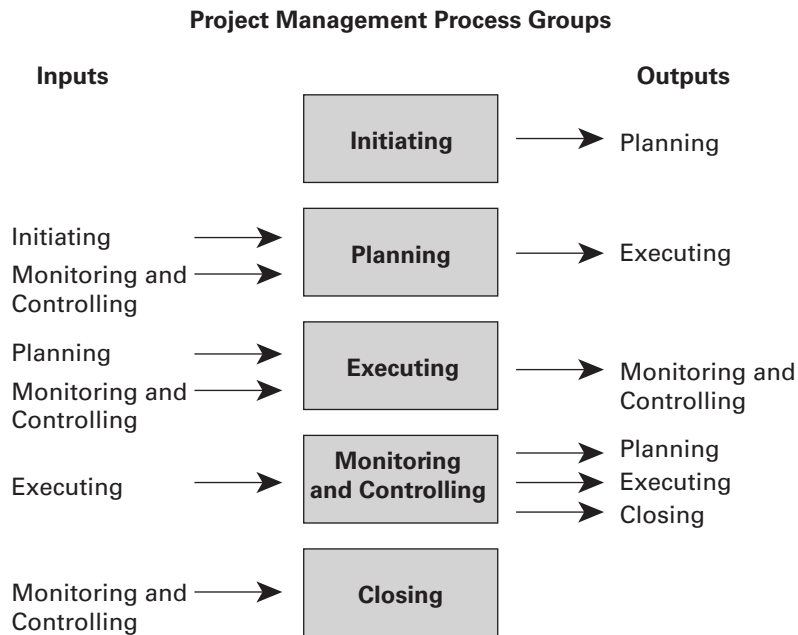 Project Management Process Groups
Inputs
Outputs
Initiating
Planning
Initiating
Monitoring and
Controlling
Planning
Executing
Planning
Monitoring and
Controlling
Executing
Monitoring and
Controlling
Executing
Monitoring
and Controlling
Planning
Executing
Closing
Monitoring and
Controlling
Closing